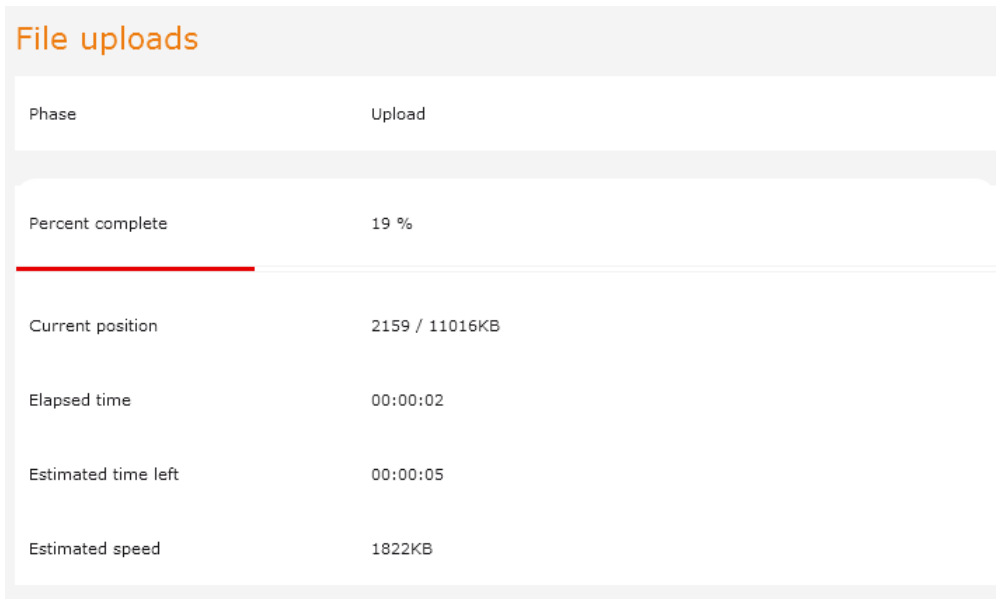 File uploads
Phase Upload
Percent complete 19 %
Current position 2159 / 11016KB
Elapsed time 00:00:02
Estimated time left 00:00:05
Estimated speed 1822KB